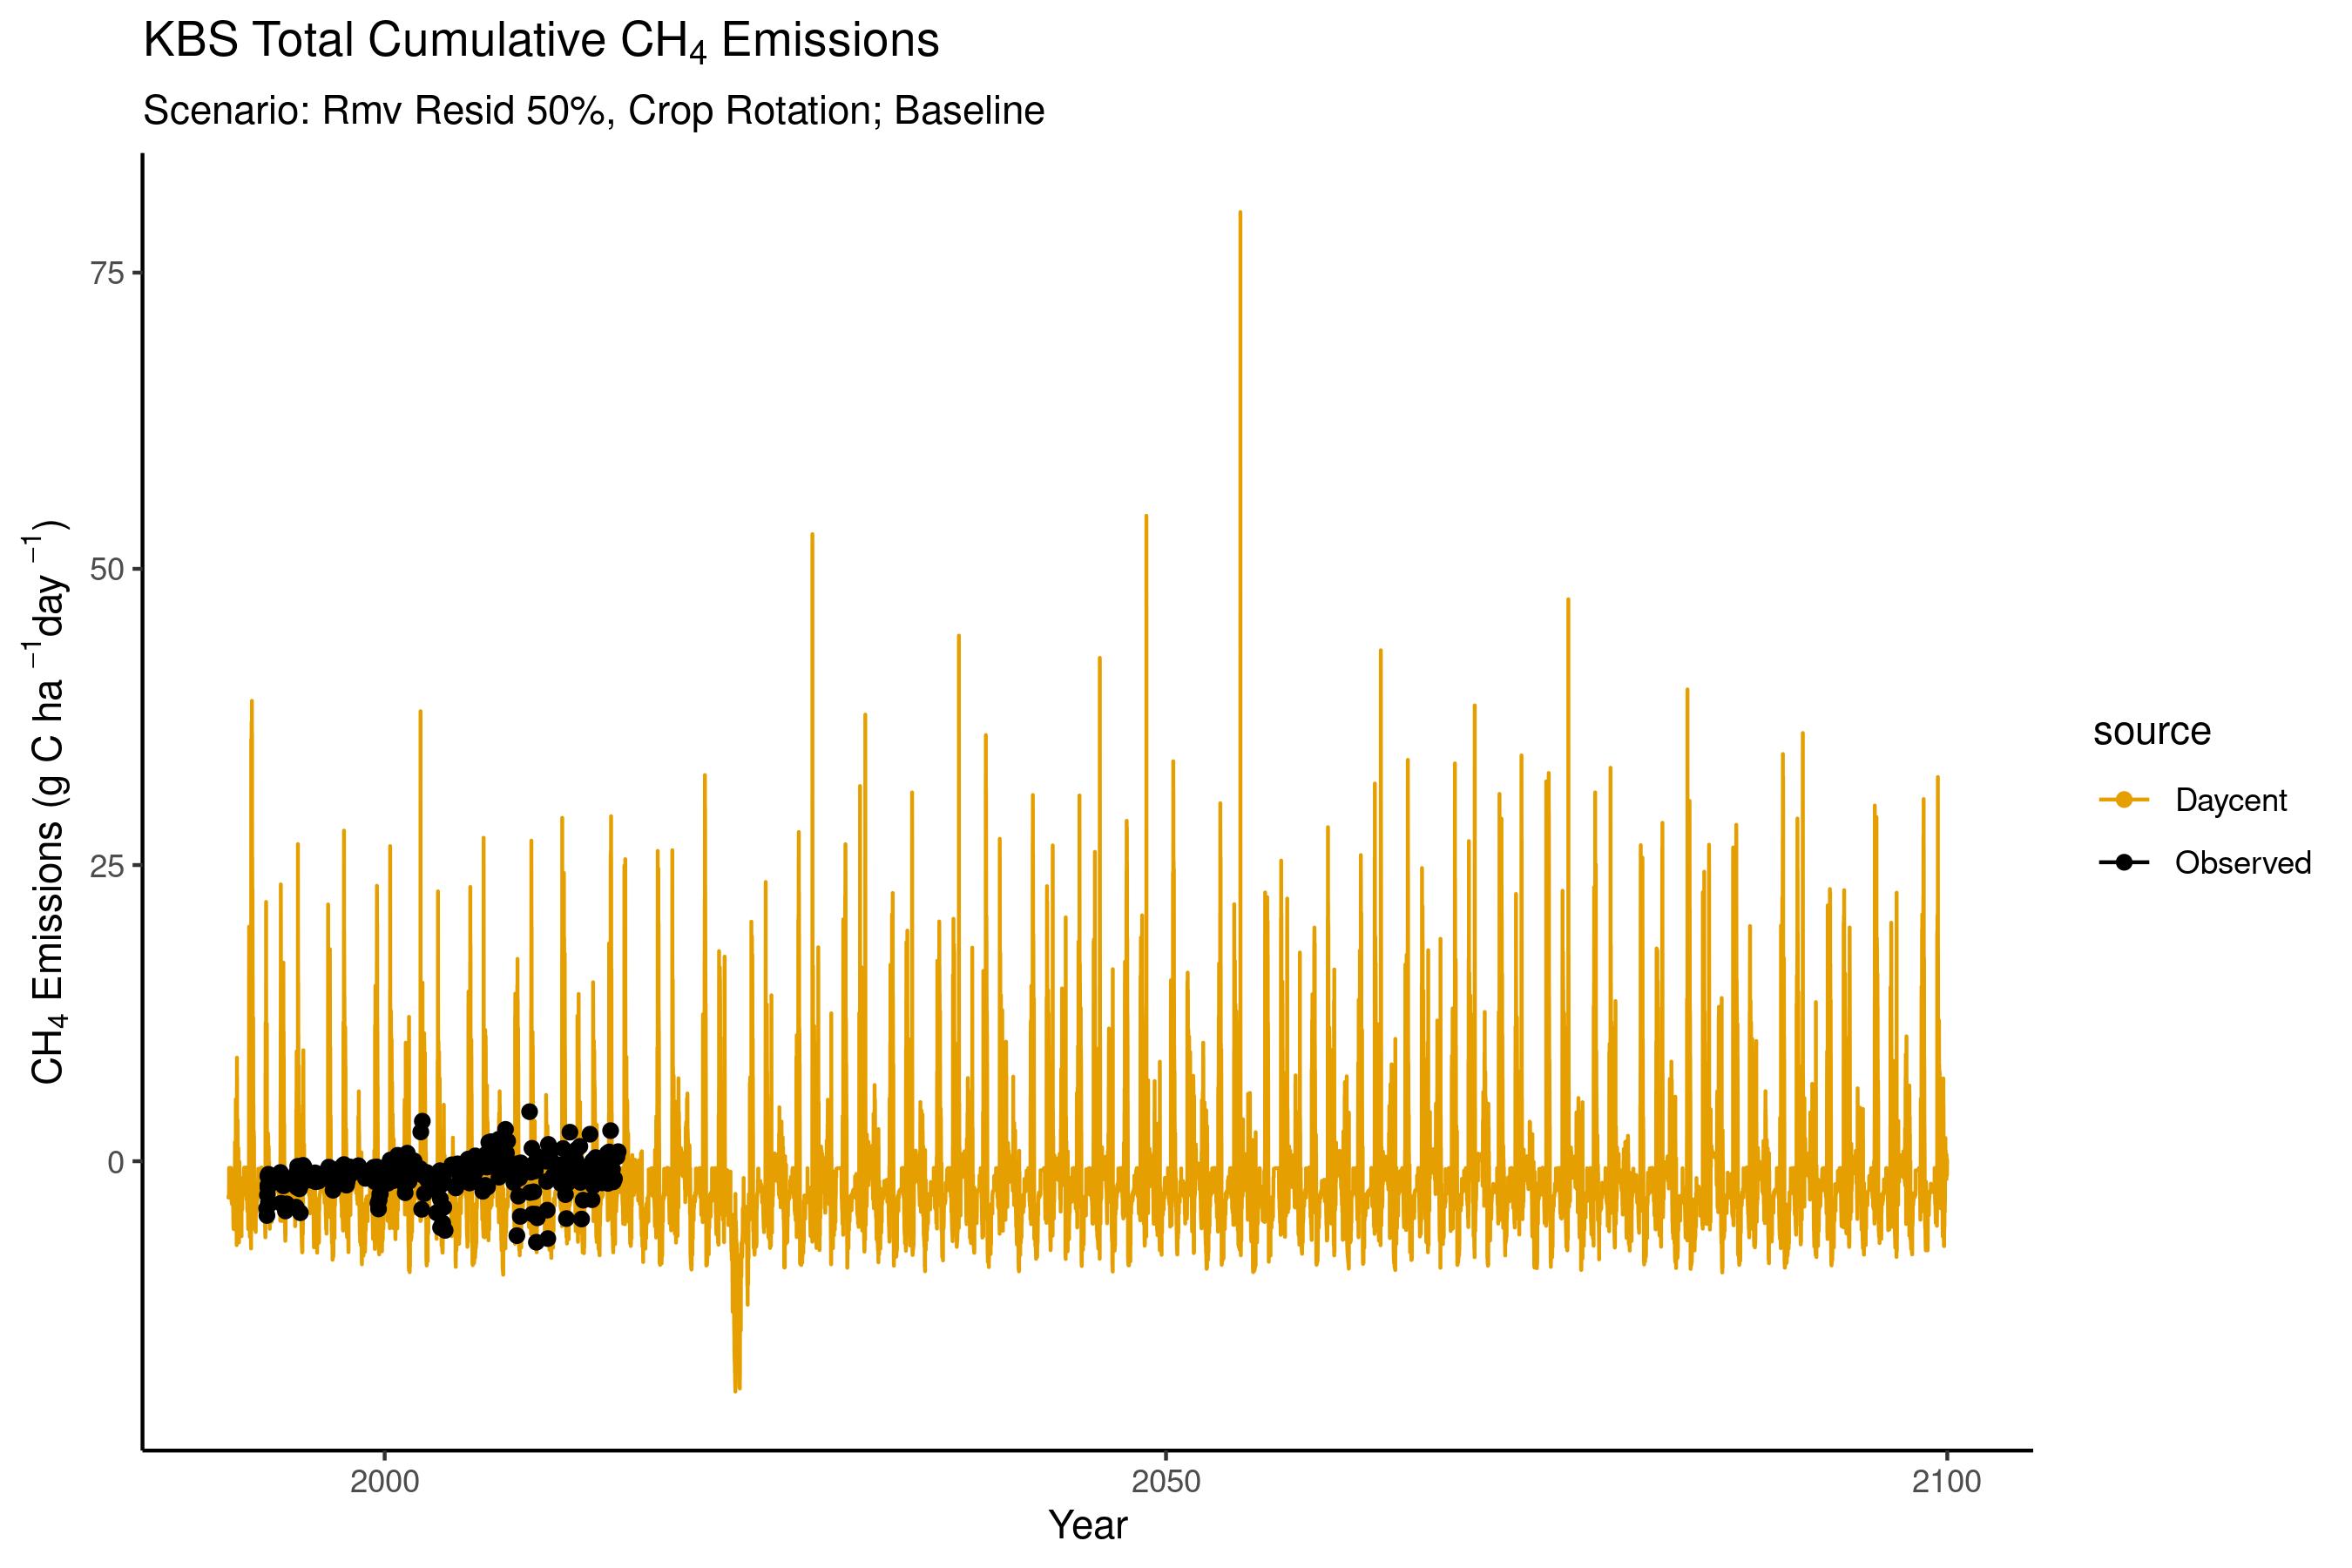 KBS Total Cumulative CH₄ Emissions
Scenario: Rmv Resid 50%, Crop Rotation; Baseline
CH₄ Emissions (g C ha ⁻¹day ⁻¹)
75
50
25
0
2000
2050
2100
Year
source
Daycent
Observed